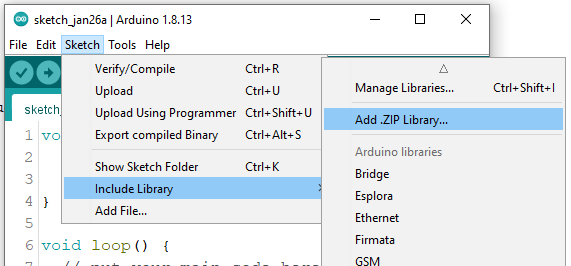 sketch_jan26a | Arduino 1.8.13
File Edit Sketch Tools Help
Verify/Compile Ctrl+R
Upload Ctrl+U
Upload Using Programmer Ctrl+Shift+U
Export compiled Binary Ctrl+Alt+S
Show Sketch Folder Ctrl+K
Include Library
Add File...
Manage Libraries... Ctrl+Shift+I
Add .ZIP Library...
Arduino libraries
Bridge
Esplora
Ethernet
Firmata
GSM
sketch_
1 vo
2
3
4 }
5
6 void loop() {